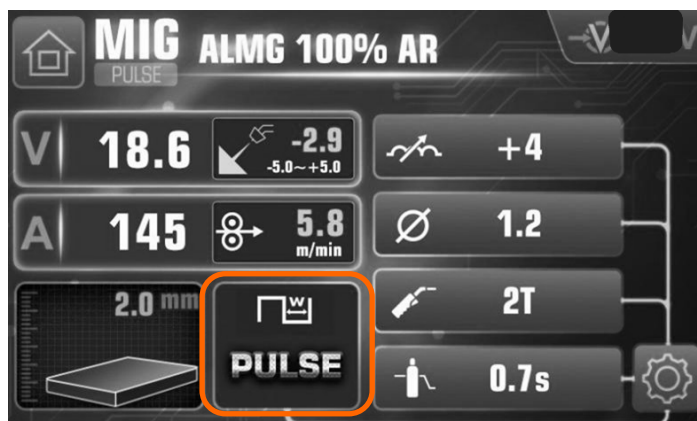 MIG ALMG 100% AR
PULSE
V 18.6 -2.9
-5.0~+5.0
+4
A 145 5.8
m/min
1.2
2.0 mm
W
PULSE
2T
0.7s